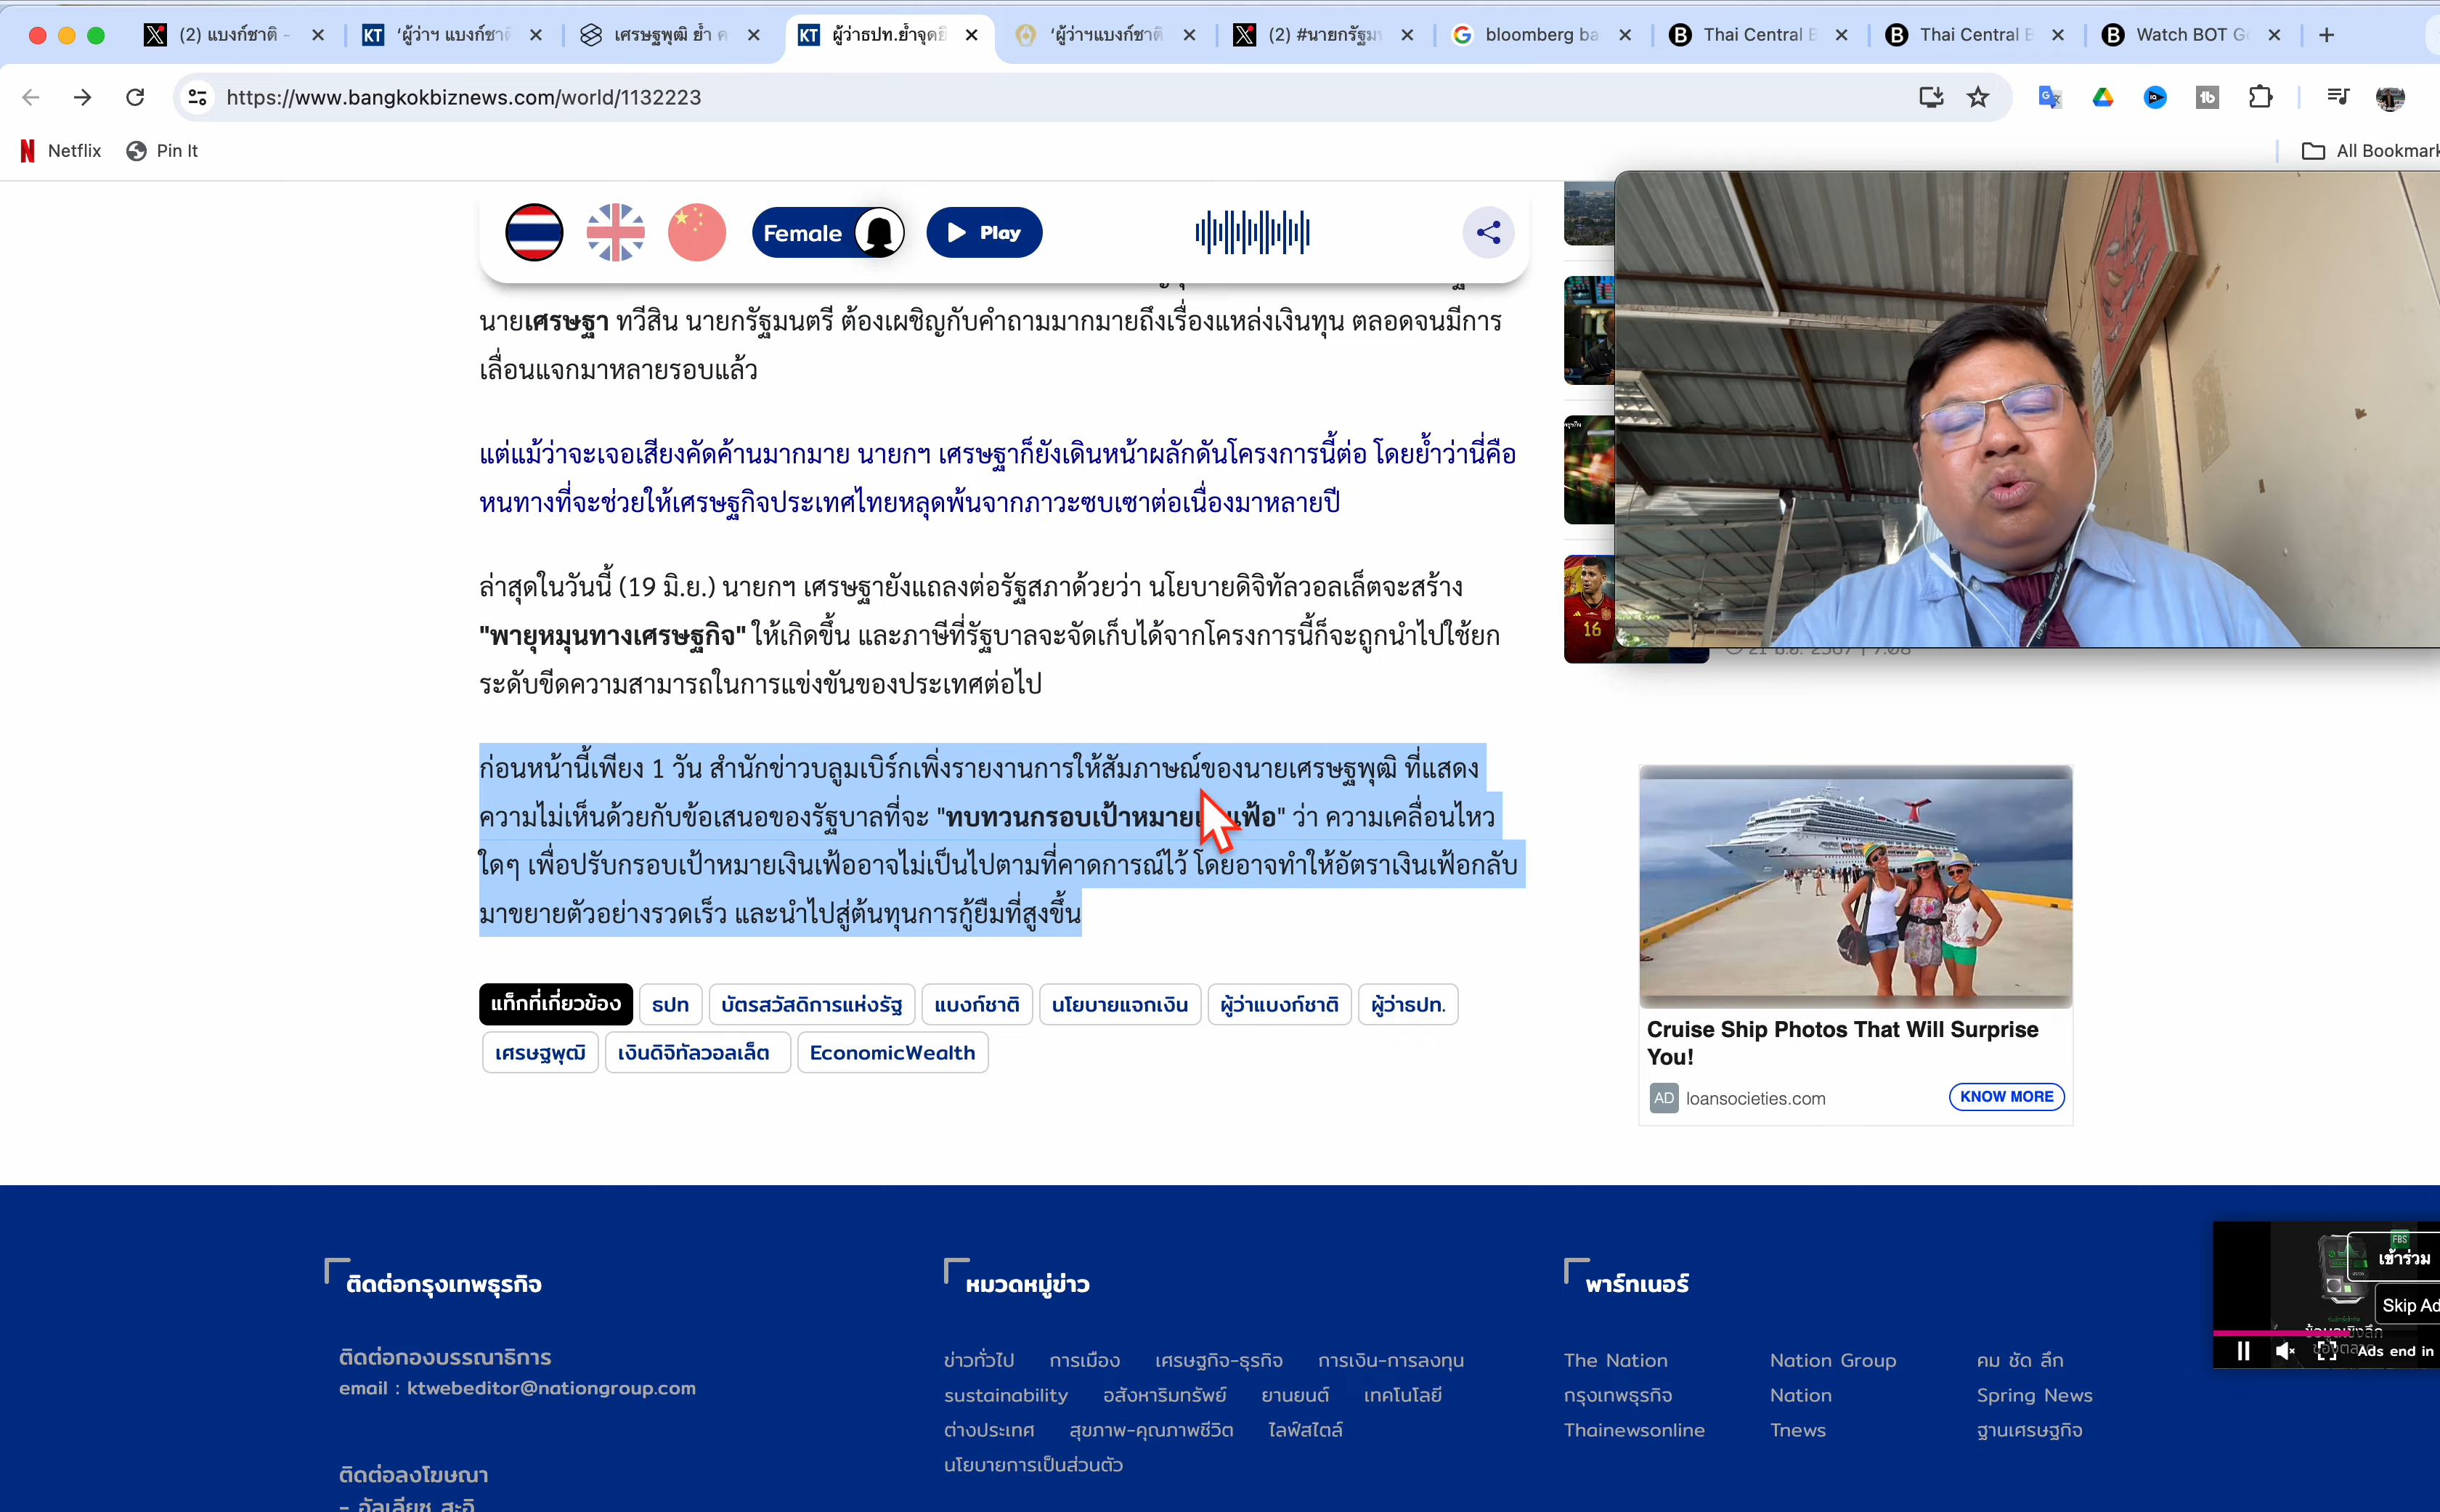 (2) แบงก์ชาติ -
'ผู้ว่าฯ แบงก์ชาติ
เศรษฐพุฒิ ย้ำ ค
ผู้ว่าธปท.ย้ำจุดยื
'ผู้ว่าฯแบงก์ชาติ
(2) #นายกรัฐม
bloomberg ba
Thai Central B
Thai Central B
Watch BOT G
https://www.bangkokbiznews.com/world/1132223
Netflix
Pin It
All Bookmark
Female
Play
นายเศรษฐา ทวีสิน นายกรัฐมนตรี ต้องเผชิญกับคำถามมากมายถึงเรื่องแหล่งเงินทุน ตลอดจนมีการ
เลื่อนแจกมาหลายรอบแล้ว
แต่แม้ว่าจะเจอเสียงคัดค้านมากมาย นายกฯ เศรษฐาก็ยังเดินหน้าผลักดันโครงการนี้ต่อ โดยย้ำว่านี่คือ
หนทางที่จะช่วยให้เศรษฐกิจประเทศไทยหลุดพ้นจากภาวะซบเซาต่อเนื่องมาหลายปี
ล่าสุดในวันนี้ (19 มิ.ย.) นายกฯ เศรษฐายังแถลงต่อรัฐสภาด้วยว่า นโยบายดิจิทัลวอลเล็ตจะสร้าง
"พายุหมุนทางเศรษฐกิจ" ให้เกิดขึ้น และภาษีที่รัฐบาลจะจัดเก็บได้จากโครงการนี้ก็จะถูกนำไปใช้ยก
ระดับขีดความสามารถในการแข่งขันของประเทศต่อไป
ก่อนหน้านี้เพียง 1 วัน สำนักข่าวบลูมเบิร์กเพิ่งรายงานการให้สัมภาษณ์ของนายเศรษฐพุฒิ ที่แสดง
ความไม่เห็นด้วยกับข้อเสนอของรัฐบาลที่จะ "ทบทวนกรอบเป้าหมายเงินเฟ้อ" ว่า ความเคลื่อนไหว
ใดๆ เพื่อปรับกรอบเป้าหมายเงินเฟ้ออาจไม่เป็นไปตามที่คาดการณ์ไว้ โดยอาจทำให้อัตราเงินเฟ้อกลับ
มาขยายตัวอย่างรวดเร็ว และนำไปสู่ต้นทุนการกู้ยืมที่สูงขึ้น
แท็กที่เกี่ยวข้อง ธปท บัตรสวัสดิการแห่งรัฐ แบงก์ชาติ นโยบายแจกเงิน ผู้ว่าแบงก์ชาติ ผู้ว่าธปท.
เศรษฐพุฒิ เงินดิจิทัลวอลเล็ต EconomicWealth
16
Cruise Ship Photos That Will Surprise
You!
AD loansocieties.com
KNOW MORE
ติดต่อกรุงเทพธุรกิจ
ติดต่อกองบรรณาธิการ
email : ktwebeditor@nationgroup.com
ติดต่อลงโฆษณา
หมวดหมู่ข่าว
ข่าวทั่วไป การเมือง เศรษฐกิจ-ธุรกิจ การเงิน-การลงทุน
sustainability อสังหาริมทรัพย์ ยานยนต์ เทคโนโลยี
ต่างประเทศ สุขภาพ-คุณภาพชีวิต ไลฟ์สไตล์
นโยบายการเป็นส่วนตัว
พาร์ทเนอร์
The Nation Nation Group คม ชัด ลึก
กรุงเทพธุรกิจ Nation Spring News
Thainewsonline Tnews ฐานเศรษฐกิจ
FBS
เข้าร่วม
Skip Ad
Ads end in